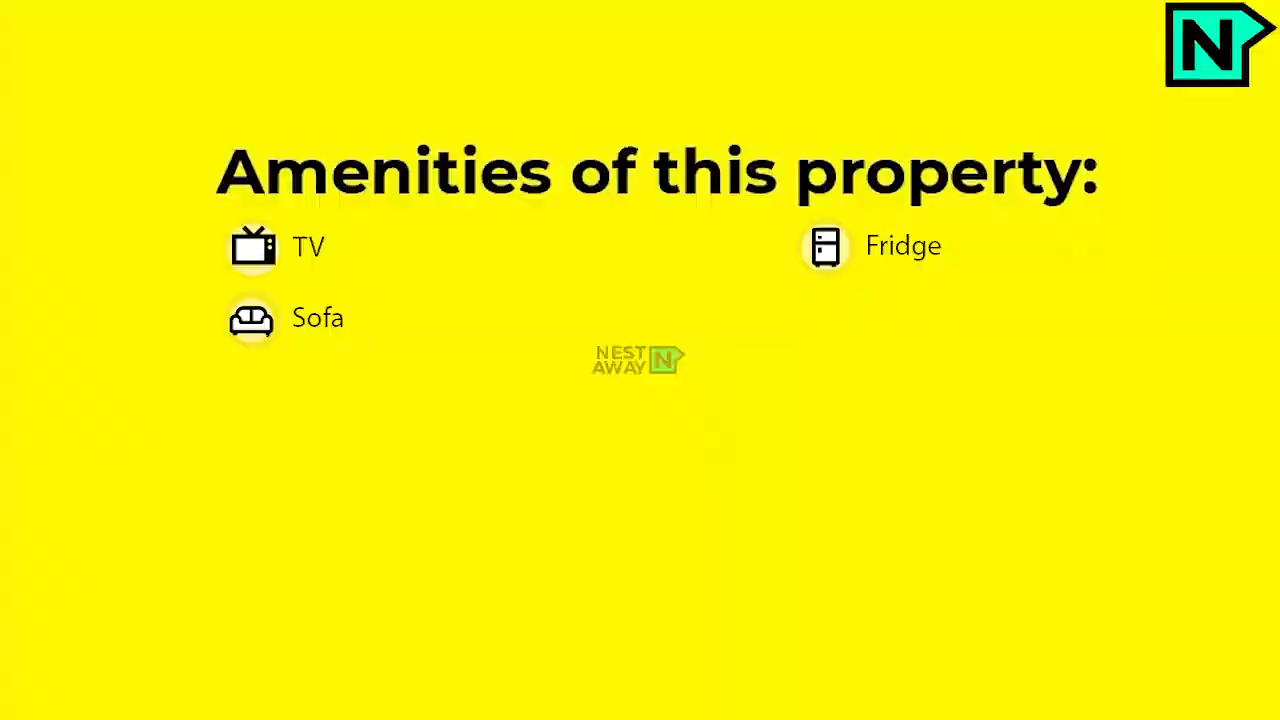 N
Amenities of this property:
TV
Fridge
Sofa
NEST
AWAY N